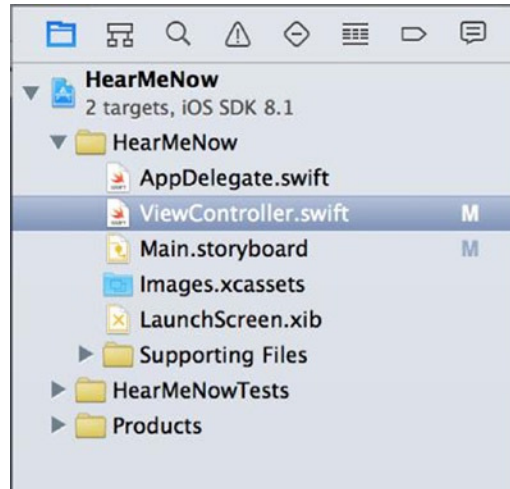 HearMeNow
2 targets, iOS SDK 8.1
HearMeNow
AppDelegate.swift
ViewController.swift M
Main.storyboard M
Images.xcassets
LaunchScreen.xib
Supporting Files
HearMeNowTests
Products